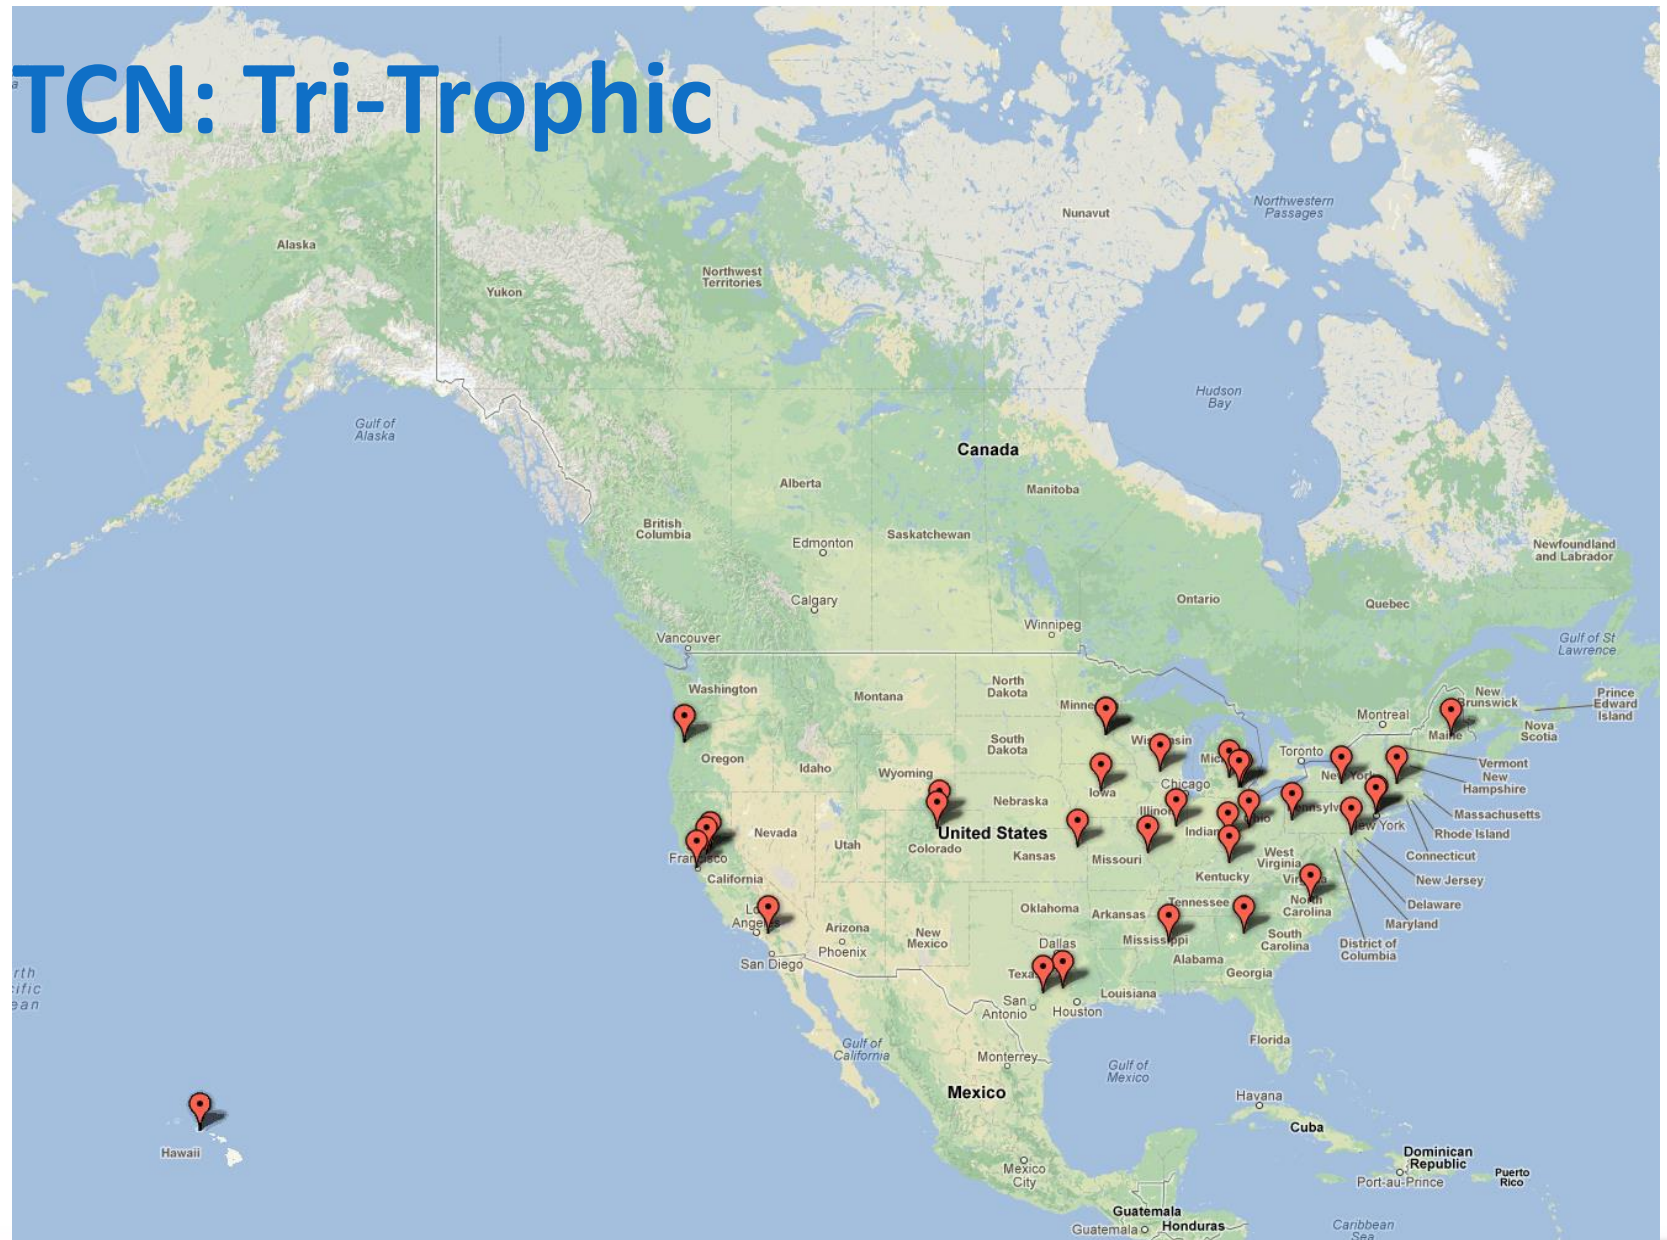 TCN: Tri-Trophic
Nunavut
Northwestern
Passages
Alaska
Northwest
Territories
Yukon
Hudson
Bay
Gulf of
Alaska
Canada
Alberta
Manitoba
British
Columbia
Edmonton
Saskatchewan
Newfoundland
and Labrador
Calgary
Ontario
Quebec
Winnipeg
Vancouver
Gulf of St
Lawrence
Washington
Montana
North
Dakota
Minne
New
Brunswick
Prince
Edward
Island
Montreal
Nova
Scotia
Maine
South
Dakota
Toronto
Oregon
Idaho
Wyoming
Vermont
New
Hampshire
Chicago
Iowa
Nebraska
Massachusetts
Nevada
United States
Rhode Island
Utah
Colorado
Kansas
Missouri
Connecticut
West
Virginia
California
Kentucky
New Jersey
Oklahoma
Arkansas
Tennessee
North
Carolina
Delaware
Maryland
Los
Angeles
Arizona
Phoenix
New
Mexico
Dallas
Mississippi
South
Carolina
District of
Columbia
San Diego
Alabama
Georgia
Louisiana
San
Antonio
Houston
Florida
Gulf of
California
Monterrey
Gulf of
Mexico
Mexico
Havana
Cuba
Hawaii
Dominican
Republic
Port-au-Prince
Puerto
Rico
Mexico
City
Guatemala
Guatemala
Honduras
Caribbean
Sea